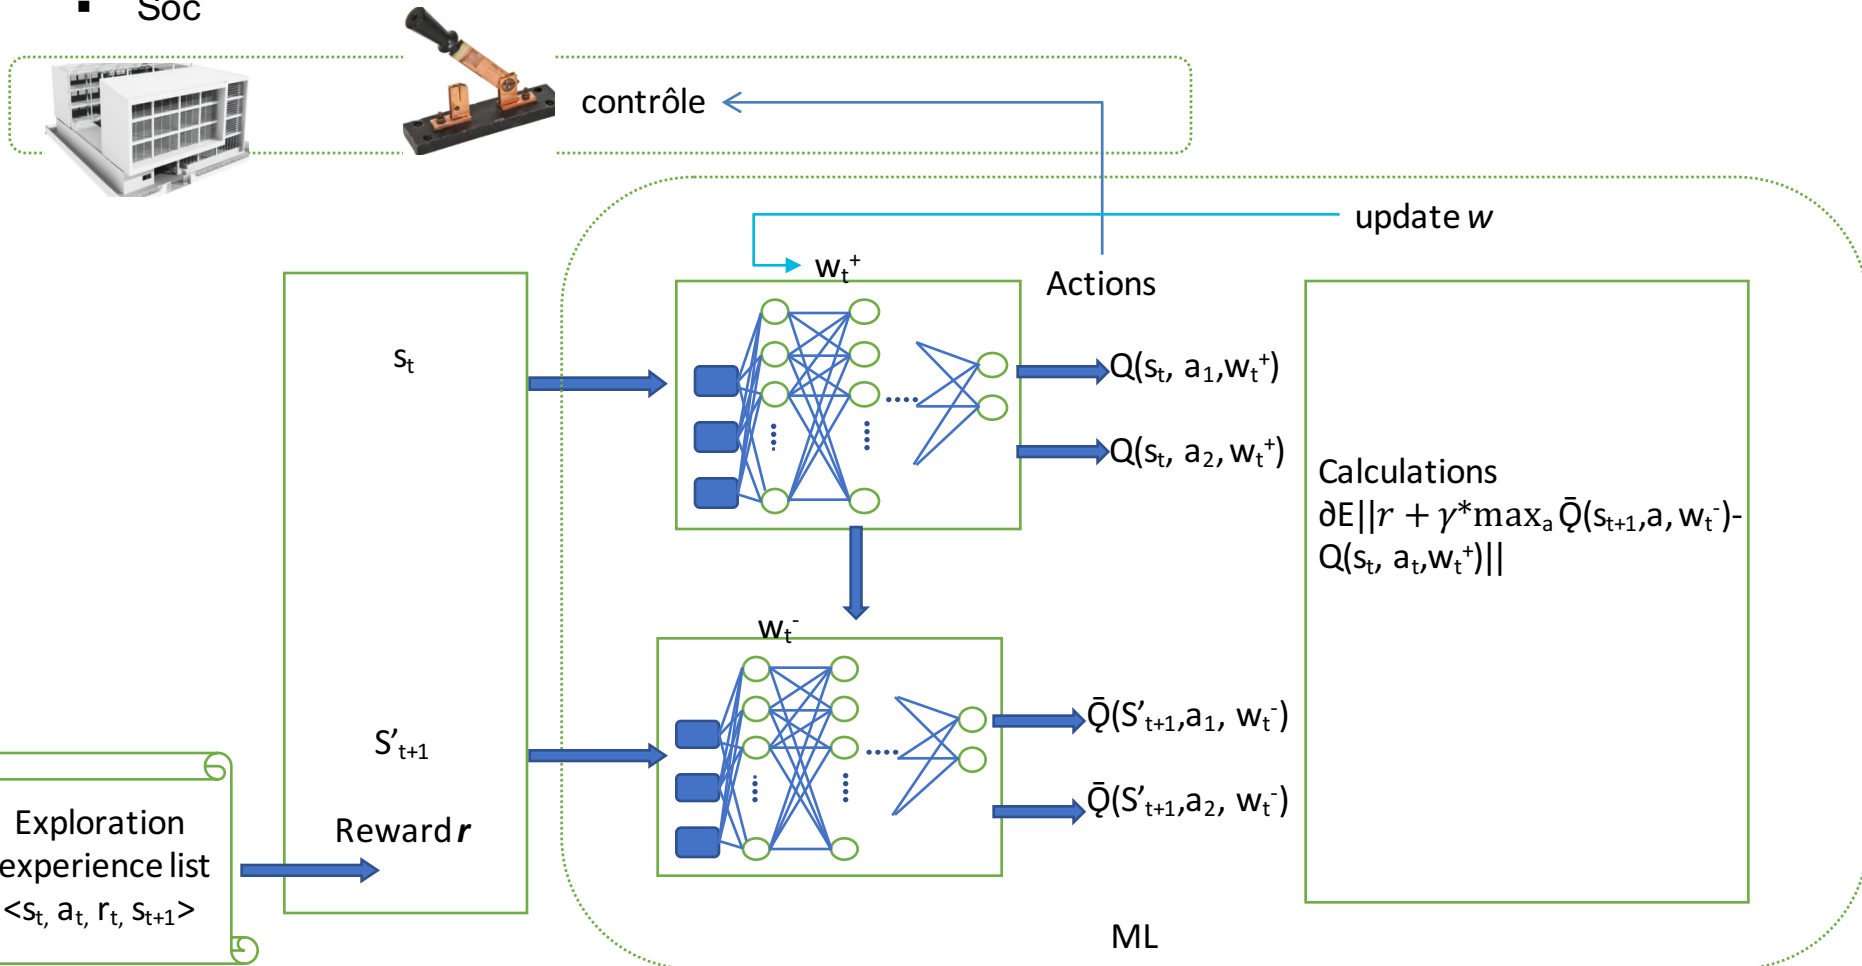 ▪ Soc
contrôle
update w
wₜ⁺
Actions
sₜ
Q(sₜ, a₁,wₜ⁺)
Q(sₜ, a₂, wₜ⁺)
Calculations
∂E||r + γ*maxₐ Q̄(sₜ₊₁,a, wₜ⁻)-
Q(sₜ, aₜ,wₜ⁺)||
wₜ⁻
S’ₜ₊₁
Q̄(S’ₜ₊₁,a₁, wₜ⁻)
Q̄(S’ₜ₊₁,a₂, wₜ⁻)
Reward r
Exploration
experience list
<sₜ, aₜ, rₜ, sₜ₊₁>
ML